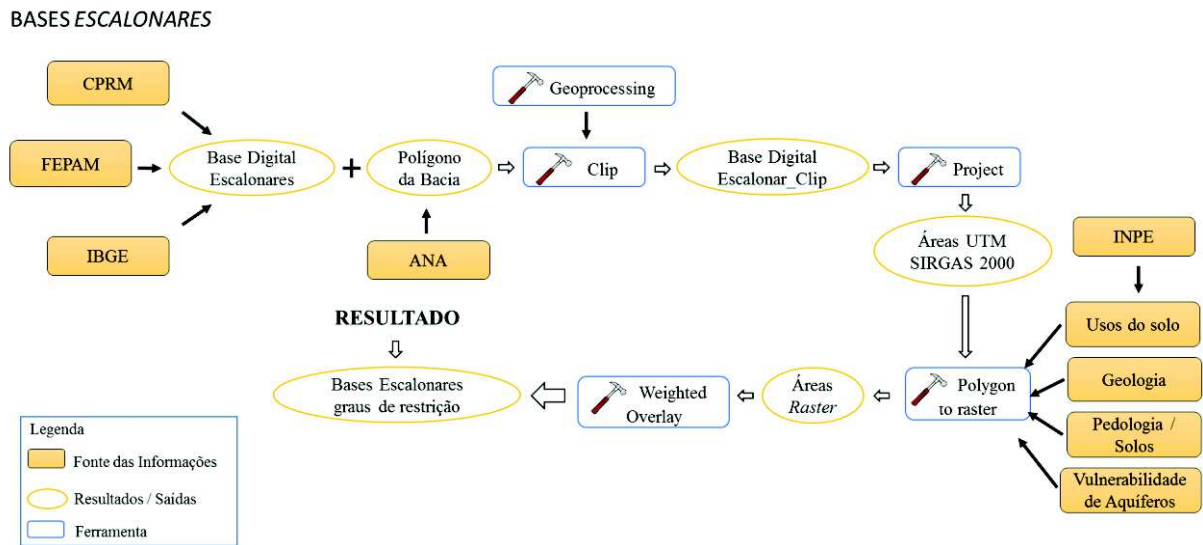 BASES ESCALONARES
CPRM
Geoprocessing
FEPAM
Base Digital
Escalonares
+
Polígono
da Bacia
Clip
Base Digital
Escalonar_Clip
Project
IBGE
ANA
Áreas UTM
SIRGAS 2000
INPE
RESULTADO
Usos do solo
Bases Escalonares
graus de restrição
Weighted
Overlay
Áreas
Raster
Polygon
to raster
Geologia
Pedologia /
Solos
Vulnerabilidade
de Aquíferos
Legenda
Fonte das Informações
Resultados / Saídas
Ferramenta